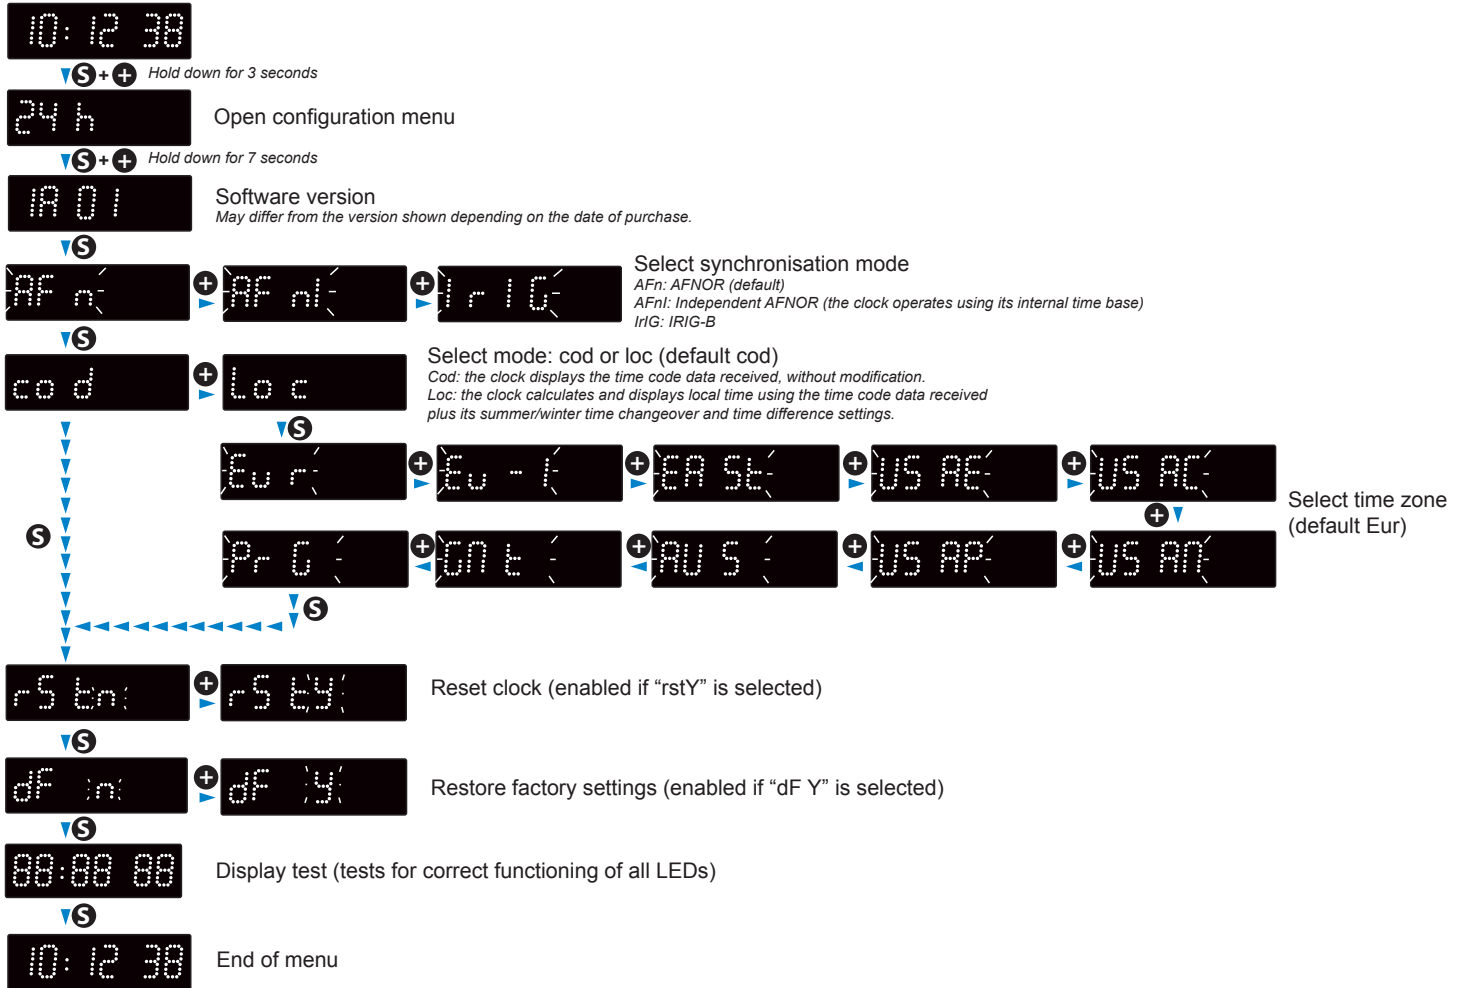 10:12 38
S + + Hold down for 3 seconds
24 h Open configuration menu
S + + Hold down for 7 seconds
IA 01 Software version
May differ from the version shown depending on the date of purchase.
S
AF n + AF nI + IrIG Select synchronisation mode
AFn: AFNOR (default)
AFnI: Independent AFNOR (the clock operates using its internal time base)
IrIG: IRIG-B
S
co d + Lo c Select mode: cod or loc (default cod)
Cod: the clock displays the time code data received, without modification.
Loc: the clock calculates and displays local time using the time code data received
plus its summer/winter time changeover and time difference settings.
S
Eu r + Eu -1 + EA St + US AE + US AC
S + Select time zone
(default Eur)
Pr G + GM t + AU S + US AP + US AM
S
rS tn + rS tY Reset clock (enabled if “rstY” is selected)
S
dF n + dF Y Restore factory settings (enabled if “dF Y” is selected)
S
88:88 88 Display test (tests for correct functioning of all LEDs)
S
10:12 38 End of menu